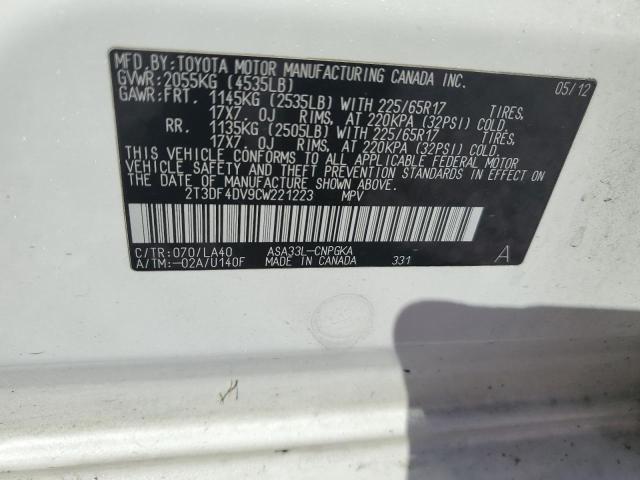 MFD.BY:TOYOTA MOTOR MANUFACTURING CANADA INC.
GVWR:2055KG (4535LB) 05/12
GAWR:FRT. 1145KG (2535LB) WITH 225/65R17 TIRES,
17X7.0J RIMS, AT 220KPA (32PSI) COLD.
RR. 1135KG (2505LB) WITH 225/65R17 TIRES,
17X7.0J RIMS, AT 220KPA (32PSI) COLD.
THIS VEHICLE CONFORMS TO ALL APPLICABLE FEDERAL MOTOR
VEHICLE SAFETY AND THEFT PREVENTION STANDARDS IN
EFFECT ON THE DATE OF MANUFACTURE SHOWN ABOVE.
2T3DF4DV9CW221223 MPV
C/TR:070/LA40 ASA33L-CNPGKA
A/TM:-02A/U140F MADE IN CANADA 331 A